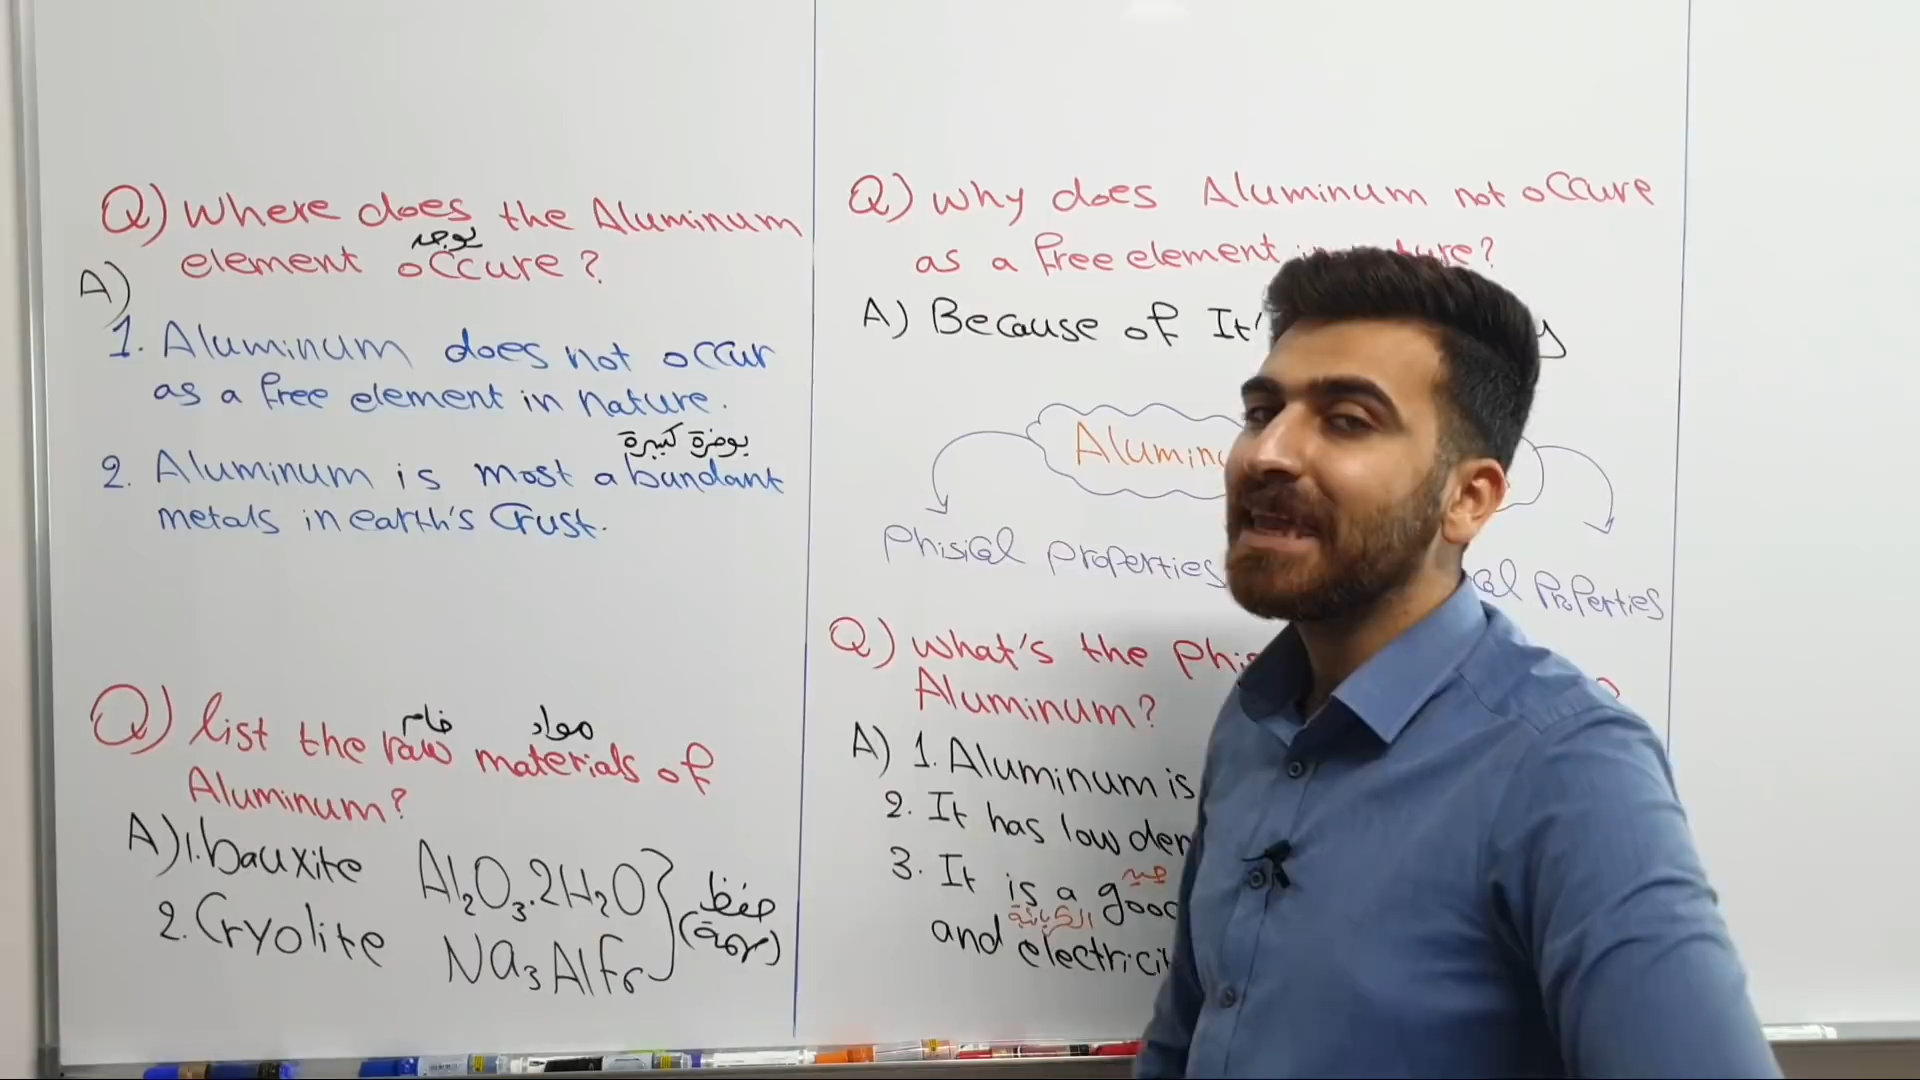 Q) Where does the Aluminum
يوجد
element occure?
A)
1. Aluminum does not occur
as a free element in nature.
بوفرة كبيرة
2. Aluminum is most abundant
metals in earth's Crust.
خام مواد
Q) list the raw materials of
Aluminum?
A) 1. bauxite Al₂O₃.2H₂O
حفظ
2. Cryolite Na₃AlF₆
Q) why does Aluminum not occure
as a free element
A) Because of It'
Alumin
Phisical properties
Properties
Q) what's the phis
Aluminum?
A) 1. Aluminum is
2. It has low den
جيد
3. It is a good
and electricit